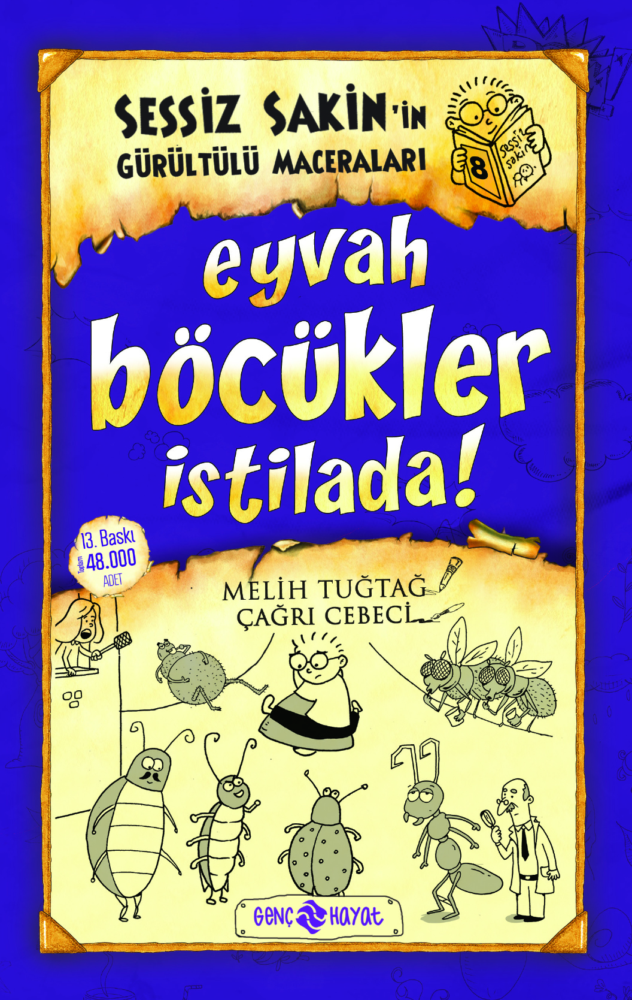 SESSİZ SAKİN'İN
GÜRÜLTÜLÜ MACERALARI
8
sessiz
sakin
eyvah
böcükler
istilada!
13. Baskı
Toplam 48.000
ADET
MELİH TUĞTAĞ
ÇAĞRI CEBECİ
GENÇ HAYAT